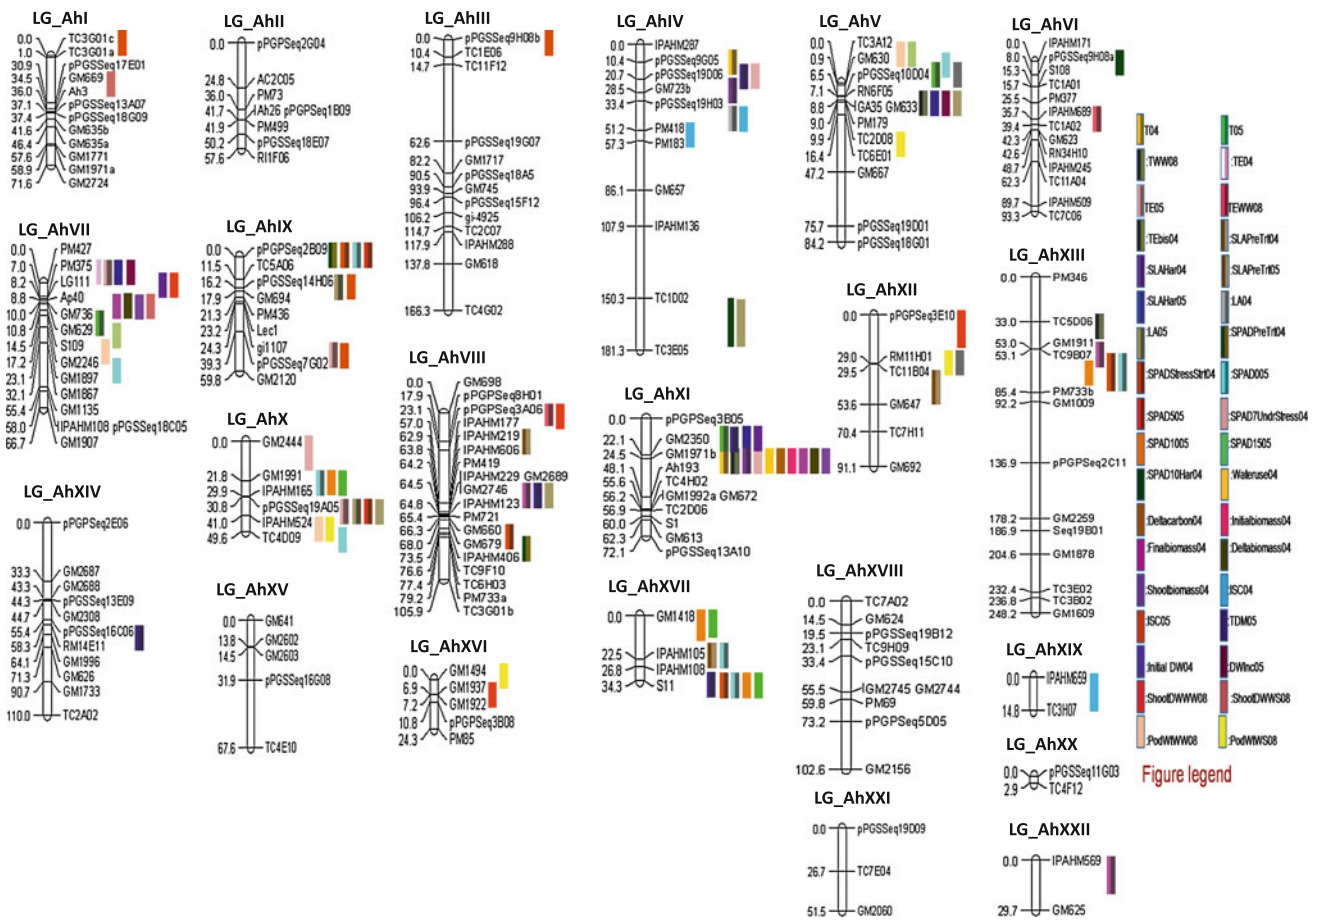 LG_AhI
0.0 TC3G01c
1.0 TC3G01a
30.9 pPGSSeq17E01
34.5 GM669
36.0 Ah3
37.1 pPGSSeq13A07
37.4 pPGSSeq18G09
41.6 GM635b
46.4 GM635a
57.6 GM1771
58.9 GM1971a
71.6 GM2724
LG_AhII
0.0 pPGPSeq2G04
24.8 AC2C05
36.0 PM73
41.7 Ah26 pPGPSeq1B09
41.9 PM499
50.2 pPGSSeq18E07
57.6 RI1F06
LG_AhIII
0.0 pPGSSeq9H08b
10.4 TC1E06
14.7 TC11F12
62.6 pPGSSeq19G07
82.2 GM1717
90.5 pPGSSeq18A5
93.9 GM745
96.4 pPGSSeq15F12
106.2 gi-4925
114.7 TC2C07
117.9 IPAHM288
137.8 GM618
166.3 TC4G02
LG_AhIV
0.0 IPAHM287
10.4 pPGSSeq9G05
20.7 pPGSSeq19D06
28.5 GM723b
33.4 pPGSSeq19H03
51.2 PM418
57.3 PM183
86.1 GM657
107.9 IPAHM136
150.3 TC1D02
181.3 TC3E05
LG_AhV
0.0 TC3A12
0.9 GM630
6.5 pPGSSeq10D04
7.1 RN6F05
8.8 GA35 GM633
9.0 PM179
9.9 TC2D08
16.4 TC6E01
47.2 GM667
75.7 pPGSSeq19D01
84.2 pPGSSeq18G01
LG_AhVI
0.0 IPAHM171
8.0 pPGSSeq9H08a
15.3 S108
15.7 TC1A01
25.5 PM377
35.7 IPAHM689
39.4 TC1A02
42.3 GM623
42.6 RN34H10
48.7 IPAHM245
62.3 TC11A04
89.7 IPAHM509
93.3 TC7C06
LG_AhVII
0.0 PM427
7.0 PM375
8.2 LG111
8.8 Ap40
10.0 GM736
10.8 GM629
14.5 S109
17.2 GM2246
23.1 GM1897
32.1 GM1867
55.4 GM1135
58.0 IPAHM108 pPGSSeq18C05
66.7 GM1907
LG_AhIX
0.0 pPGPSeq2B09
11.5 TC5A06
16.2 pPGSSeq14H06
17.9 GM694
21.3 PM436
23.2 Lec1
24.3 gi1107
39.3 pPGSSeq7G02
59.8 GM2120
LG_AhVIII
0.0 GM698
17.9 pPGSSeq8H01
23.1 pPGSSeq3A06
57.0 IPAHM177
62.9 IPAHM219
63.8 IPAHM606
64.2 PM419
64.5 IPAHM229 GM2689
GM2746
64.8 IPAHM123
65.4 PM721
66.3 GM660
68.0 GM679
73.5 IPAHM406
76.6 TC9F10
77.4 TC6H03
79.2 PM733a
105.9 TC3G01b
LG_AhX
0.0 GM2444
21.8 GM1991
29.9 IPAHM165
30.8 pPGSSeq19A05
41.0 IPAHM524
49.6 TC4D09
LG_AhXI
0.0 pPGPSeq3B05
22.1 GM2350
24.5 GM1971b
48.1 Ah193
55.6 TC4H02
56.2 GM1992a GM672
56.9 TC2D06
60.0 S1
62.3 GM613
72.1 pPGSSeq13A10
LG_AhXII
0.0 pPGPSeq3E10
29.0 RM11H01
29.5 TC11B04
53.6 GM647
70.4 TC7H11
91.1 GM692
LG_AhXIII
0.0 PM346
33.0 TC5D06
53.0 GM1911
53.1 TC9B07
85.4 PM733b
92.2 GM1009
136.9 pPGPSeq2C11
178.2 GM2259
186.9 Seq19B01
204.6 GM1878
232.4 TC3E02
236.8 TC3B02
248.2 GM1609
LG_AhXIV
0.0 pPGPSeq2E06
33.3 GM2687
43.3 GM2688
44.3 pPGSSeq13E09
44.7 GM2308
55.4 pPGSSeq16C06
58.3 RM14E11
64.1 GM1996
71.3 GM626
90.7 GM1733
110.0 TC2A02
LG_AhXV
0.0 GM641
13.8 GM2602
14.5 GM2603
31.9 pPGSSeq16G08
67.6 TC4E10
LG_AhXVI
0.0 GM1494
6.9 GM1937
7.2 GM1922
10.8 pPGPSeq3B08
24.3 PM85
LG_AhXVII
0.0 GM1418
22.5 IPAHM105
26.8 IPAHM108
34.3 S11
LG_AhXVIII
0.0 TC7A02
14.5 GM624
19.5 pPGSSeq19B12
23.1 TC9H09
33.4 pPGSSeq15C10
55.5 GM2745 GM2744
59.8 PM69
73.2 pPGPSeq5D05
102.6 GM2156
LG_AhXIX
0.0 IPAHM659
14.8 TC3H07
LG_AhXX
0.0 pPGSSeq11G03
2.9 TC4F12
LG_AhXXI
0.0 pPGSSeq19D09
26.7 TC7E04
51.5 GM2060
LG_AhXXII
0.0 IPAHM569
29.7 GM625
T04 T05
:TWW08 :TE04
TE05 TEWW08
:TEbis04 :SLAPreTrt04
:SLAHar04 :SLAPreTrt05
:SLAHar05 :LA04
:LA05 :SPADPreTrt04
:SPADStressStrt04 :SPAD005
:SPAD505 :SPAD7UndrStress04
:SPAD1005 :SPAD1505
:SPAD10Har04 :Wateruse04
:Deltacarbon04 :Initialbiomass04
:Finalbiomass04 :Deltabiomass04
:Shootbiomass04 :ISC04
:ISC05 :TDM05
:Initial DW04 :DWInc05
:ShootDWWW08 :ShootDWWS08
:PodWtWW08 :PodWtWS08
Figure legend